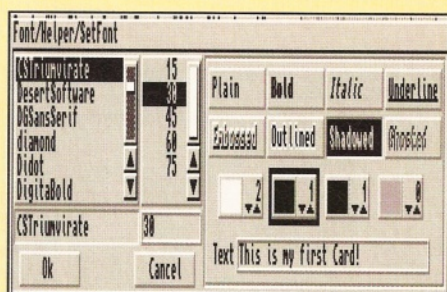 Font/Helper/SetFont
CSTriumvirate
DesertSoftware
DGSansSerif
diamond
Didot
DigitaBold
15
30
45
60
75
CSTriumvirate
30
Ok
Cancel
Plain
Bold
Italic
Underline
Embossed
Outlined
Shadowed
Ghosted
2
1
1
0
Text
This is my first Card!